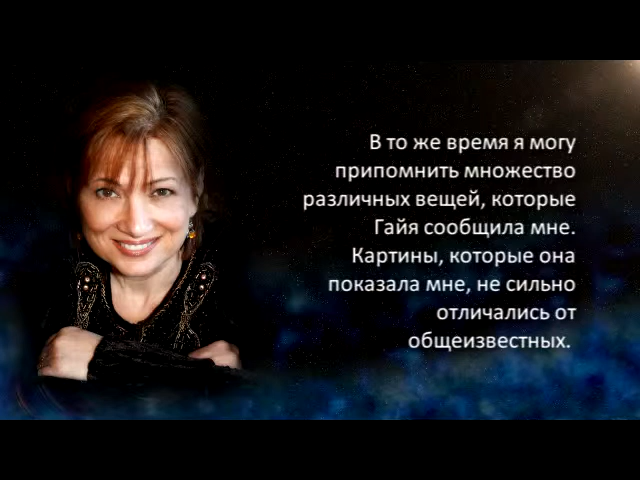 В то же время я могу
припомнить множество
различных вещей, которые
Гайя сообщила мне.
Картины, которые она
показала мне, не сильно
отличались от
общеизвестных.